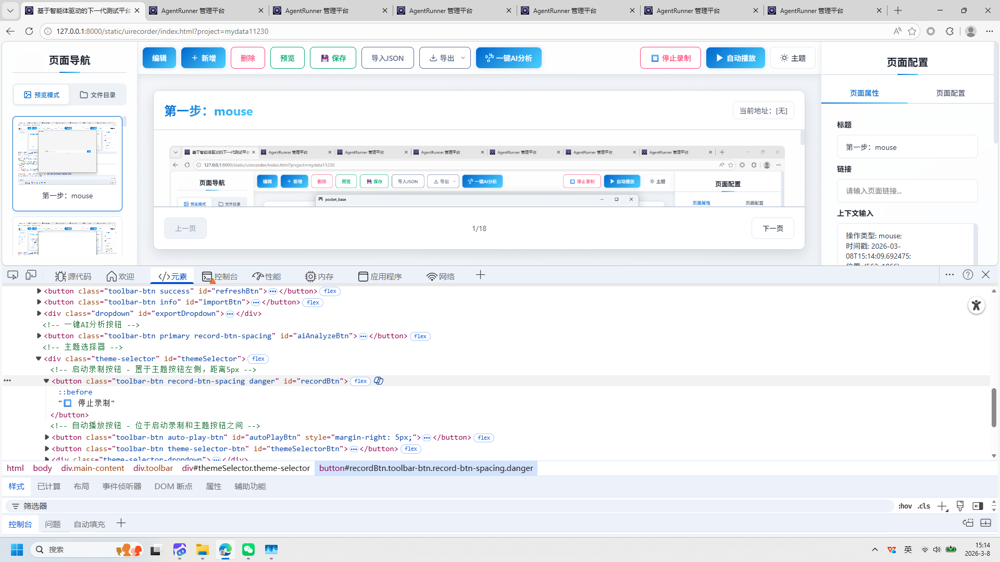 基于智能体驱动的下一代测试平台
AgentRunner 管理平台
AgentRunner 管理平台
AgentRunner 管理平台
AgentRunner 管理平台
AgentRunner 管理平台
AgentRunner 管理平台
127.0.0.1:8000/static/uirecorder/index.html?project=mydata11230
页面导航
预览模式
文件目录
第一步：mouse
编辑
+ 新增
删除
预览
保存
导入JSON
导出
一键AI分析
停止录制
自动播放
主题
第一步：mouse
当前地址：[无]
基于智能体驱动的下一代测试平台
AgentRunner 管理平台
AgentRunner 管理平台
AgentRunner 管理平台
AgentRunner 管理平台
AgentRunner 管理平台
AgentRunner 管理平台
127.0.0.1:8000/static/uirecorder/index.html?project=mydata11230
页面导航
编辑
+ 新增
删除
预览
保存
导入JSON
导出
一键AI分析
停止录制
自动播放
主题
页面配置
pocket_base
预览模式
文件目录
页面属性
页面配置
上一页
1/18
下一页
页面配置
页面属性
页面配置
标题
第一步：mouse
链接
请输入页面链接...
上下文输入
操作类型: mouse;
时间戳: 2026-03-
08T15:14:09.692475;
源代码
欢迎
元素
控制台
性能
内存
应用程序
网络
<button class="toolbar-btn success" id="refreshBtn">…</button> flex
<button class="toolbar-btn info" id="importBtn">…</button> flex
<div class="dropdown" id="exportDropdown">…</div>
<!-- 一键AI分析按钮 -->
<button class="toolbar-btn primary record-btn-spacing" id="aiAnalyzeBtn">…</button> flex
<!-- 主题选择器 -->
<div class="theme-selector" id="themeSelector"> flex
<!-- 启动录制按钮 - 置于主题按钮左侧，距离5px -->
<button class="toolbar-btn record-btn-spacing danger" id="recordBtn"> flex
::before
"⏹ 停止录制"
</button>
<!-- 自动播放按钮 - 位于启动录制和主题按钮之间 -->
<button class="toolbar-btn auto-play-btn" id="autoPlayBtn" style="margin-right: 5px;">…</button> flex
<button class="toolbar-btn theme-selector-btn" id="themeSelectorBtn">…</button> flex
<div class="theme-selector-dropdown">…</div>
html body div.main-content div.toolbar div#themeSelector.theme-selector button#recordBtn.toolbar-btn.record-btn-spacing.danger
样式
已计算
布局
事件侦听器
DOM 断点
属性
辅助功能
筛选器
:hov .cls
控制台
问题
自动填充
搜索
英
15:14
2026-3-8